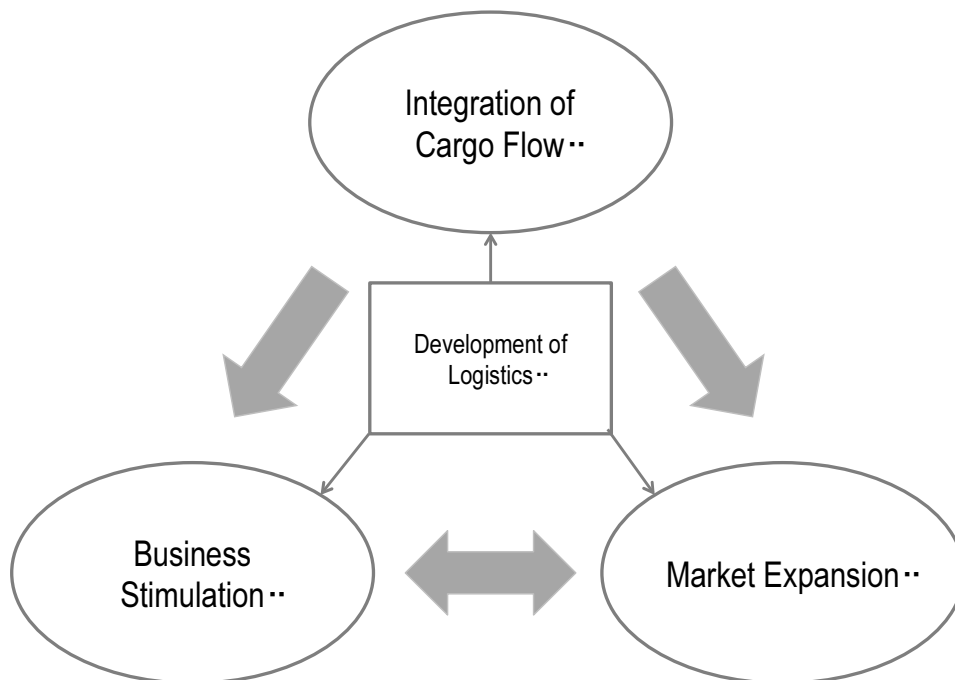 Integration of
Cargo Flow··
Development of
Logistics··
Business
Stimulation··
Market Expansion··